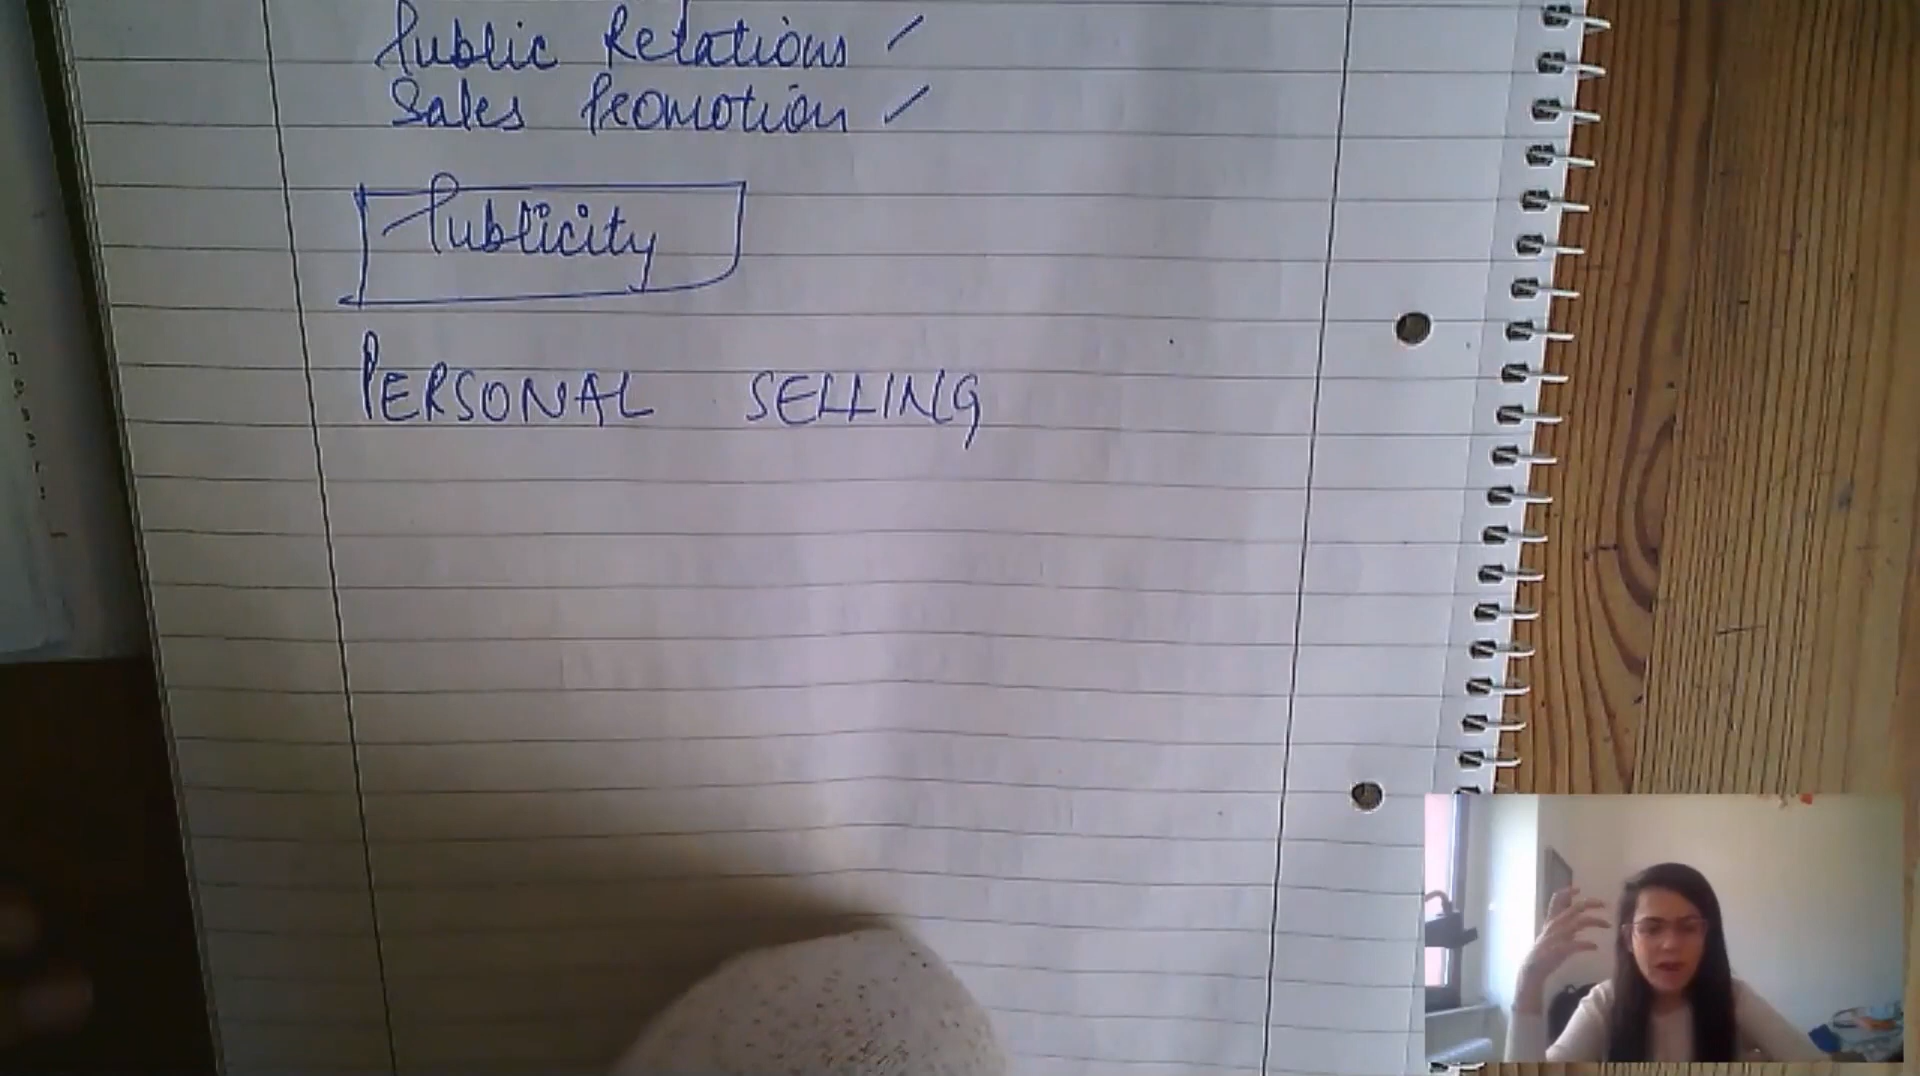 Public Relations
Sales Promotion
Publicity
PERSONAL SELLING